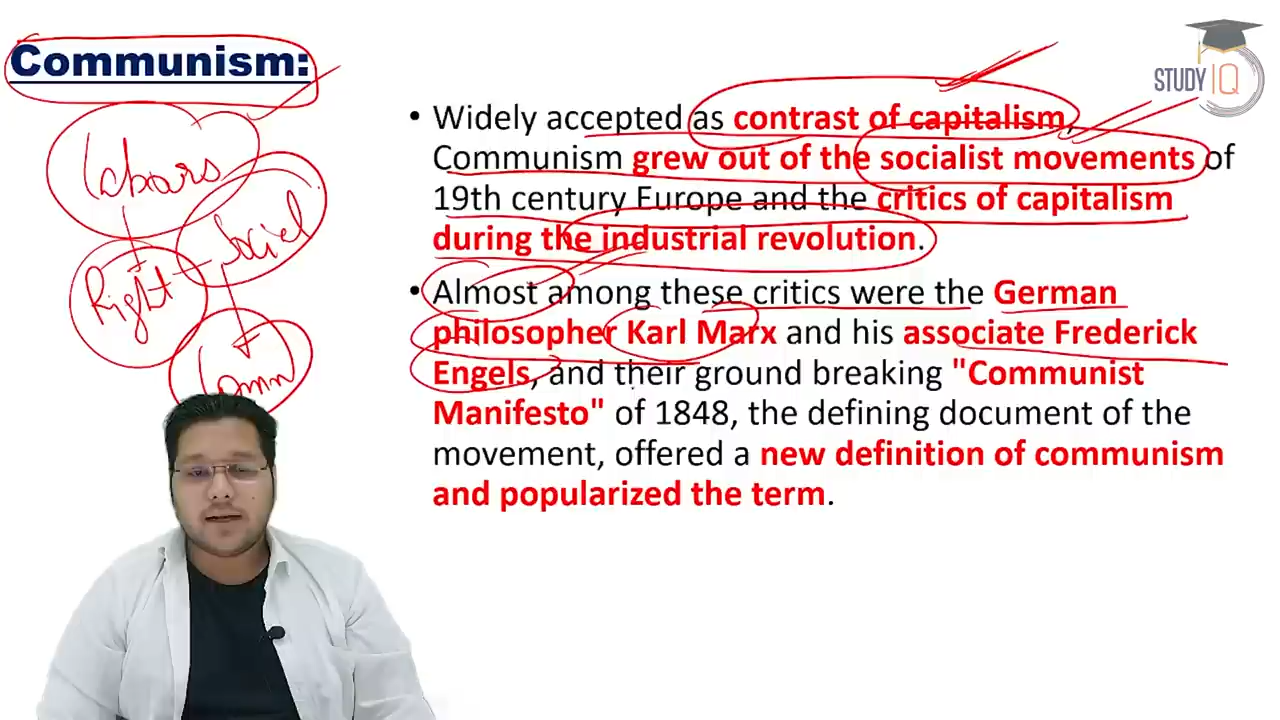 Communism:
STUDY IQ
• Widely accepted as contrast of capitalism,
Communism grew out of the socialist movements of
19th century Europe and the critics of capitalism
during the industrial revolution.
• Almost among these critics were the German
philosopher Karl Marx and his associate Frederick
Engels, and their ground breaking "Communist
Manifesto" of 1848, the defining document of the
movement, offered a new definition of communism
and popularized the term.
labours
Right